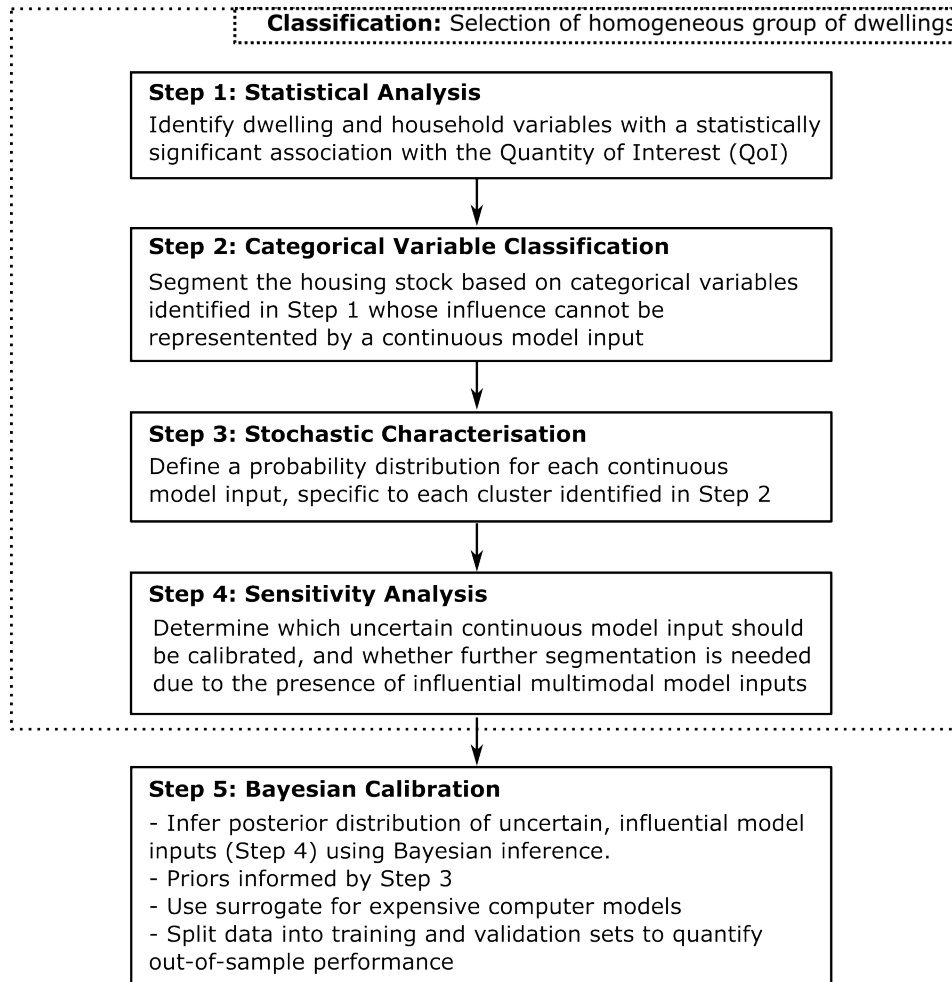 Classification: Selection of homogeneous group of dwellings
Step 1: Statistical Analysis
Identify dwelling and household variables with a statistically
significant association with the Quantity of Interest (QoI)
Step 2: Categorical Variable Classification
Segment the housing stock based on categorical variables
identified in Step 1 whose influence cannot be
representented by a continuous model input
Step 3: Stochastic Characterisation
Define a probability distribution for each continuous
model input, specific to each cluster identified in Step 2
Step 4: Sensitivity Analysis
Determine which uncertain continuous model input should
be calibrated, and whether further segmentation is needed
due to the presence of influential multimodal model inputs
Step 5: Bayesian Calibration
- Infer posterior distribution of uncertain, influential model
inputs (Step 4) using Bayesian inference.
- Priors informed by Step 3
- Use surrogate for expensive computer models
- Split data into training and validation sets to quantify
out-of-sample performance